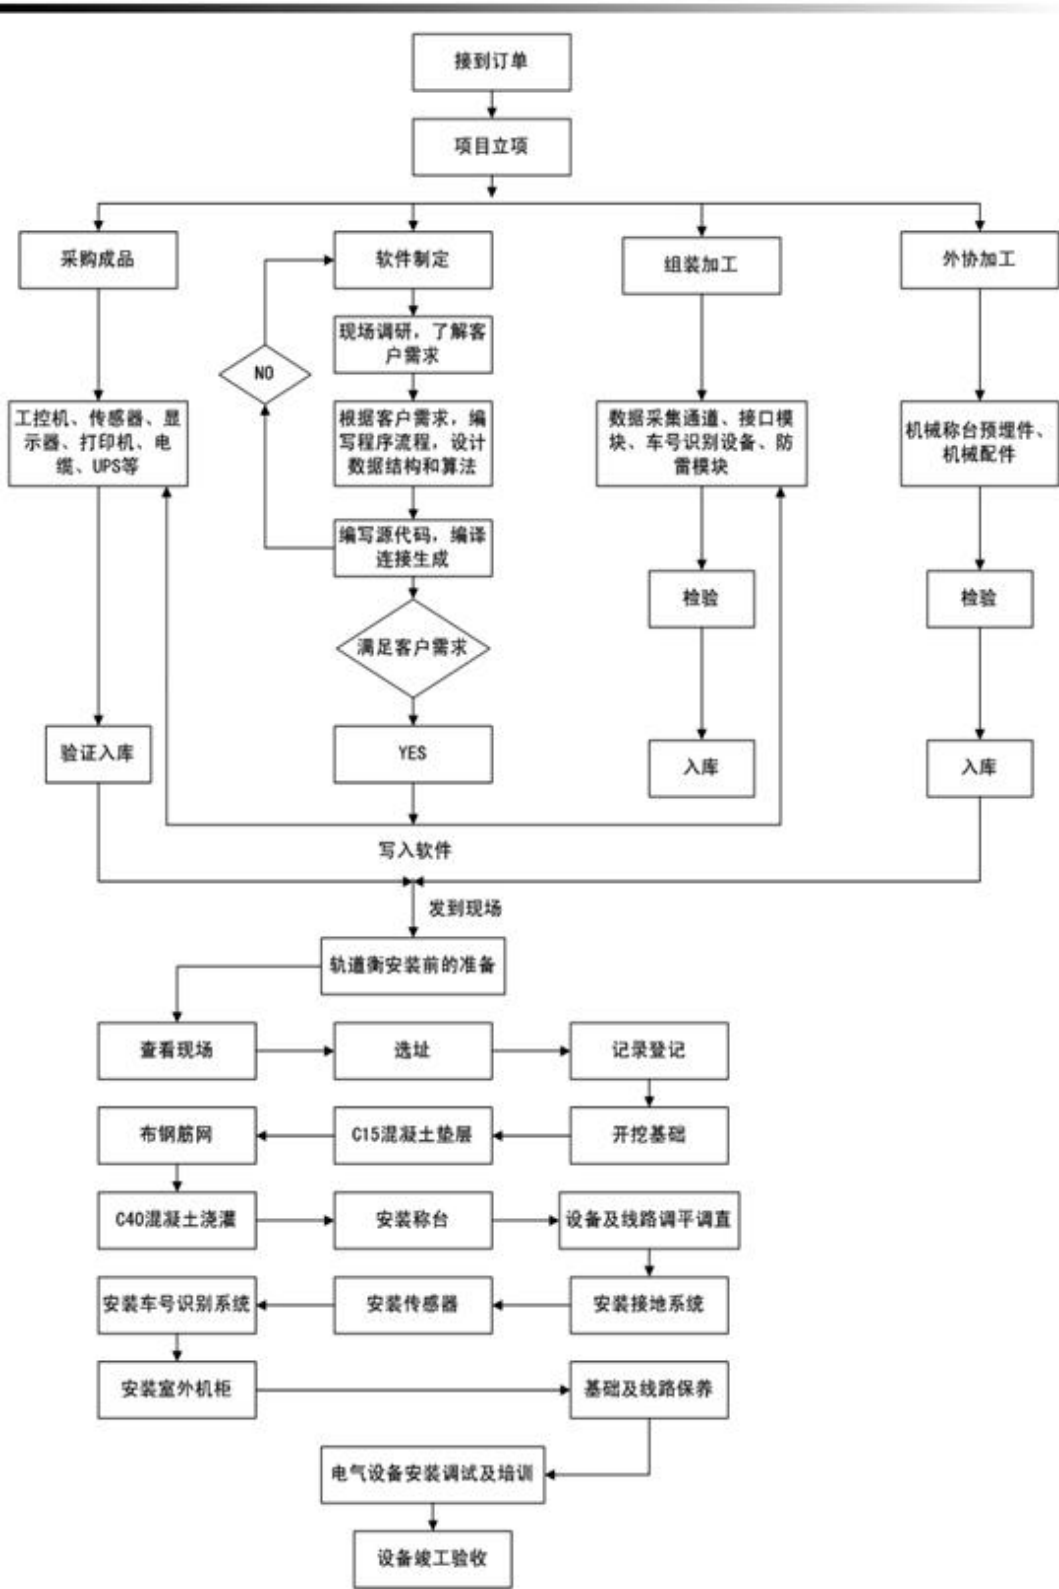 接到订单
项目立项
采购成品
软件制定
组装加工
外协加工
现场调研，了解客
户需求
NO
工控机、传感器、显
示器、打印机、电
缆、UPS等
根据客户需求，编
写程序流程，设计
数据结构和算法
数据采集通道、接口模
块、车号识别设备、防
雷模块
机械称台预埋件、
机械配件
编写源代码，编译
连接生成
检验
检验
满足客户需求
验证入库
YES
入库
入库
写入软件
发到现场
轨道衡安装前的准备
查看现场
选址
记录登记
布钢筋网
C15混凝土垫层
开挖基础
C40混凝土浇灌
安装称台
设备及线路调平调直
安装车号识别系统
安装传感器
安装接地系统
安装室外机柜
基础及线路保养
电气设备安装调试及培训
设备竣工验收